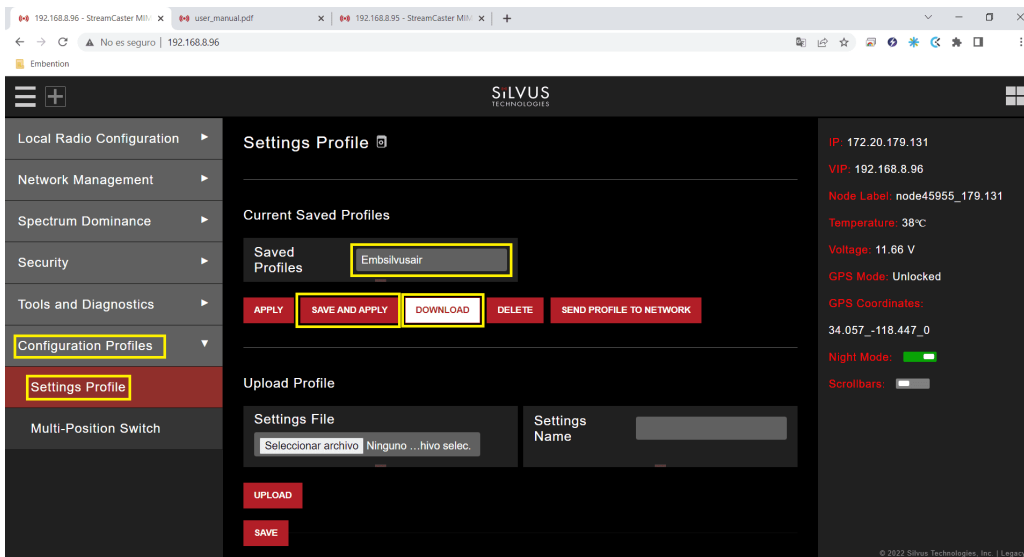 192.168.8.96 - StreamCaster MIM
user_manual.pdf
192.168.8.95 - StreamCaster MIM
No es seguro | 192.168.8.96
Embention
SiLVUS
TECHNOLOGIES
Local Radio Configuration
Network Management
Spectrum Dominance
Security
Tools and Diagnostics
Configuration Profiles
Settings Profile
Multi-Position Switch
Settings Profile
Current Saved Profiles
Saved Profiles
Embsilvusair
APPLY
SAVE AND APPLY
DOWNLOAD
DELETE
SEND PROFILE TO NETWORK
Upload Profile
Settings File
Seleccionar archivo Ninguno …hivo selec.
Settings Name
UPLOAD
SAVE
IP: 172.20.179.131
VIP: 192.168.8.96
Node Label: node45955_179.131
Temperature: 38℃
Voltage: 11.66 V
GPS Mode: Unlocked
GPS Coordinates:
34.057_-118.447_0
Night Mode:
Scrollbars:
© 2022 Silvus Technologies, Inc. | Legacy